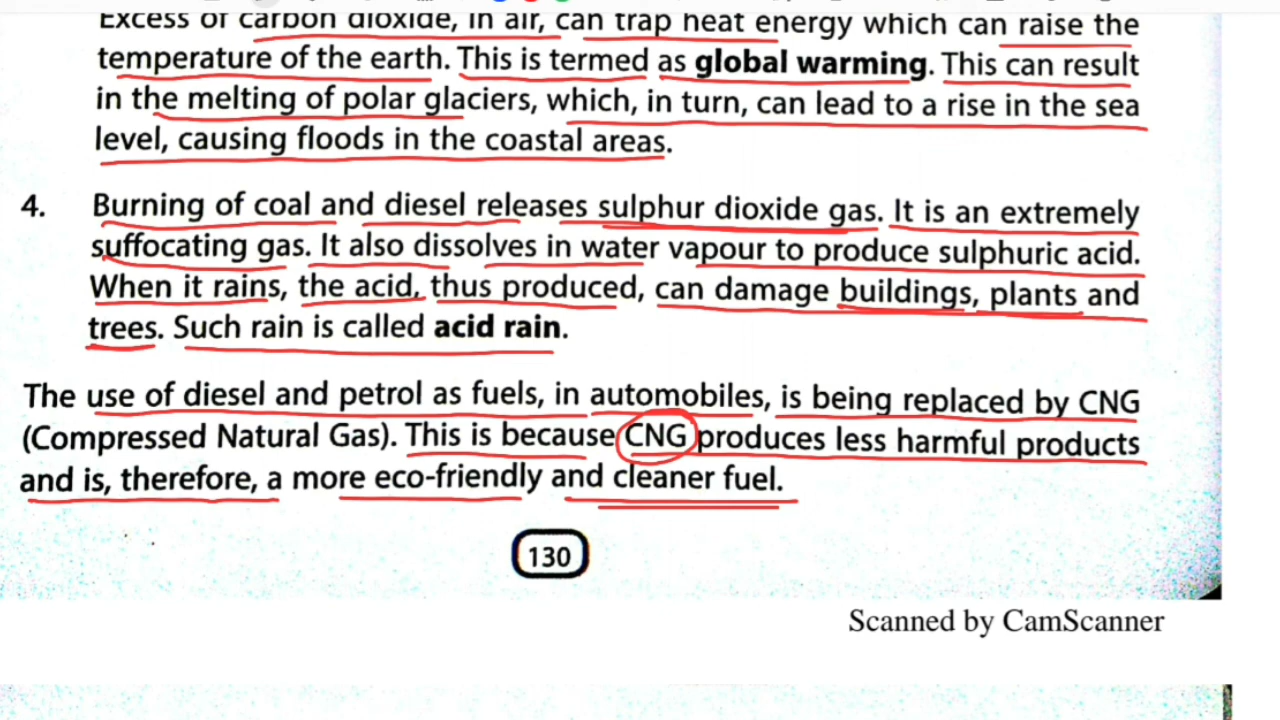 Excess of carbon dioxide, in air, can trap heat energy which can raise the
temperature of the earth. This is termed as global warming. This can result
in the melting of polar glaciers, which, in turn, can lead to a rise in the sea
level, causing floods in the coastal areas.
4. Burning of coal and diesel releases sulphur dioxide gas. It is an extremely
suffocating gas. It also dissolves in water vapour to produce sulphuric acid.
When it rains, the acid, thus produced, can damage buildings, plants and
trees. Such rain is called acid rain.
The use of diesel and petrol as fuels, in automobiles, is being replaced by CNG
(Compressed Natural Gas). This is because CNG produces less harmful products
and is, therefore, a more eco-friendly and cleaner fuel.
130
Scanned by CamScanner